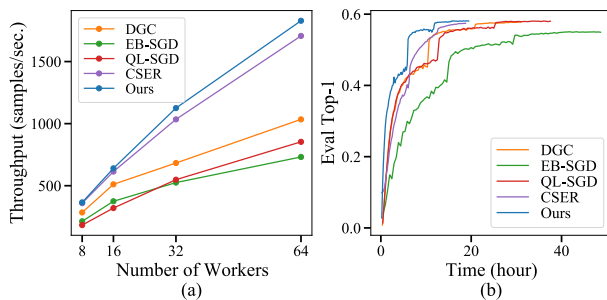 Throughput (samples/sec.)
1500
1000
500
DGC
EB-SGD
QL-SGD
CSER
Ours
8
16
32
64
Number of Workers
(a)
Eval Top-1
0.6
0.4
0.2
0.0
DGC
EB-SGD
QL-SGD
CSER
Ours
0
20
40
Time (hour)
(b)